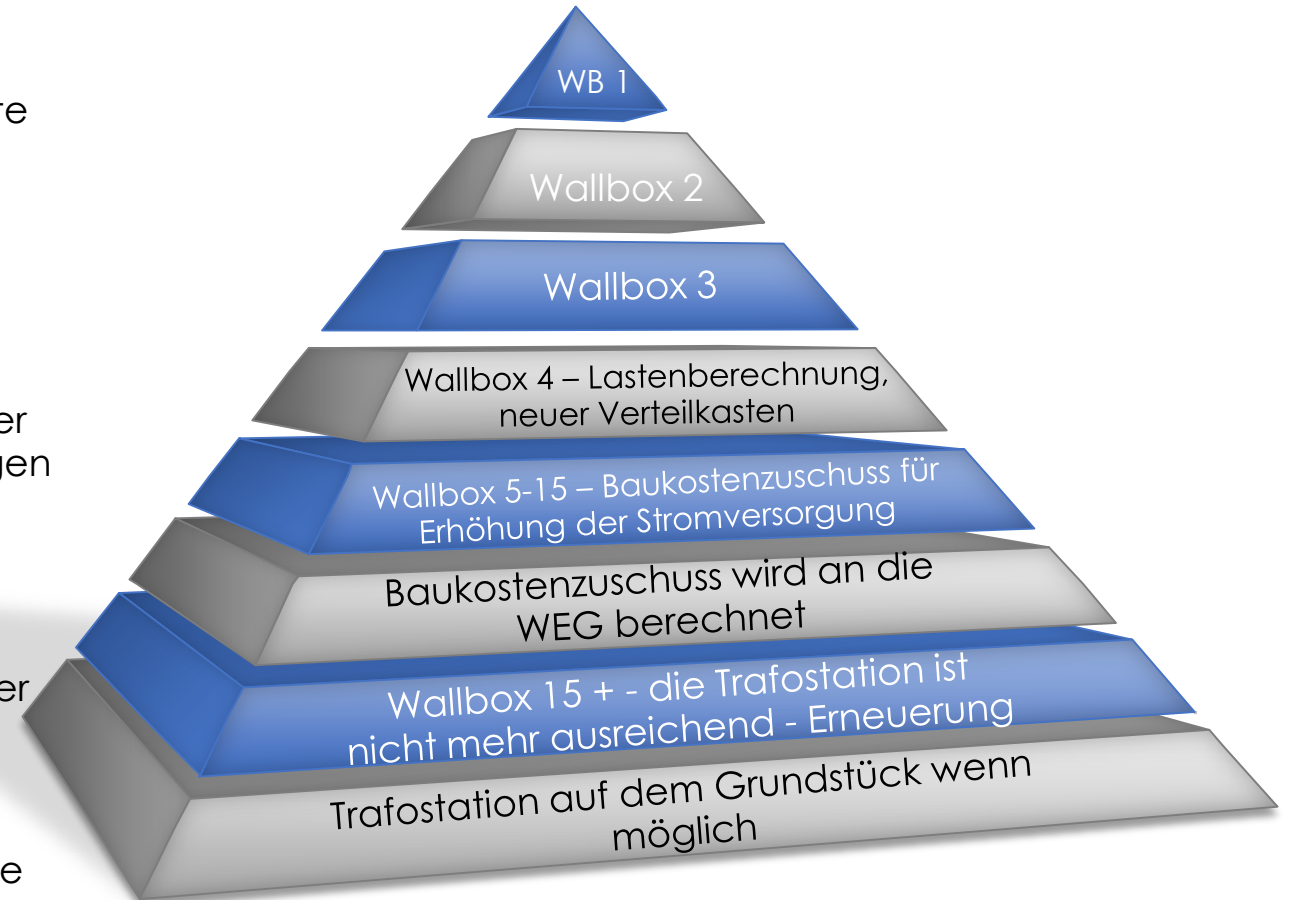 WB 1
Wallbox 2
Wallbox 3
Wallbox 4 – Lastenberechnung,
neuer Verteilkasten
Wallbox 5-15 – Baukostenzuschuss für
Erhöhung der Stromversorgung
Baukostenzuschuss wird an die
WEG berechnet
Wallbox 15 + - die Trafostation ist
nicht mehr ausreichend - Erneuerung
Trafostation auf dem Grundstück wenn
möglich